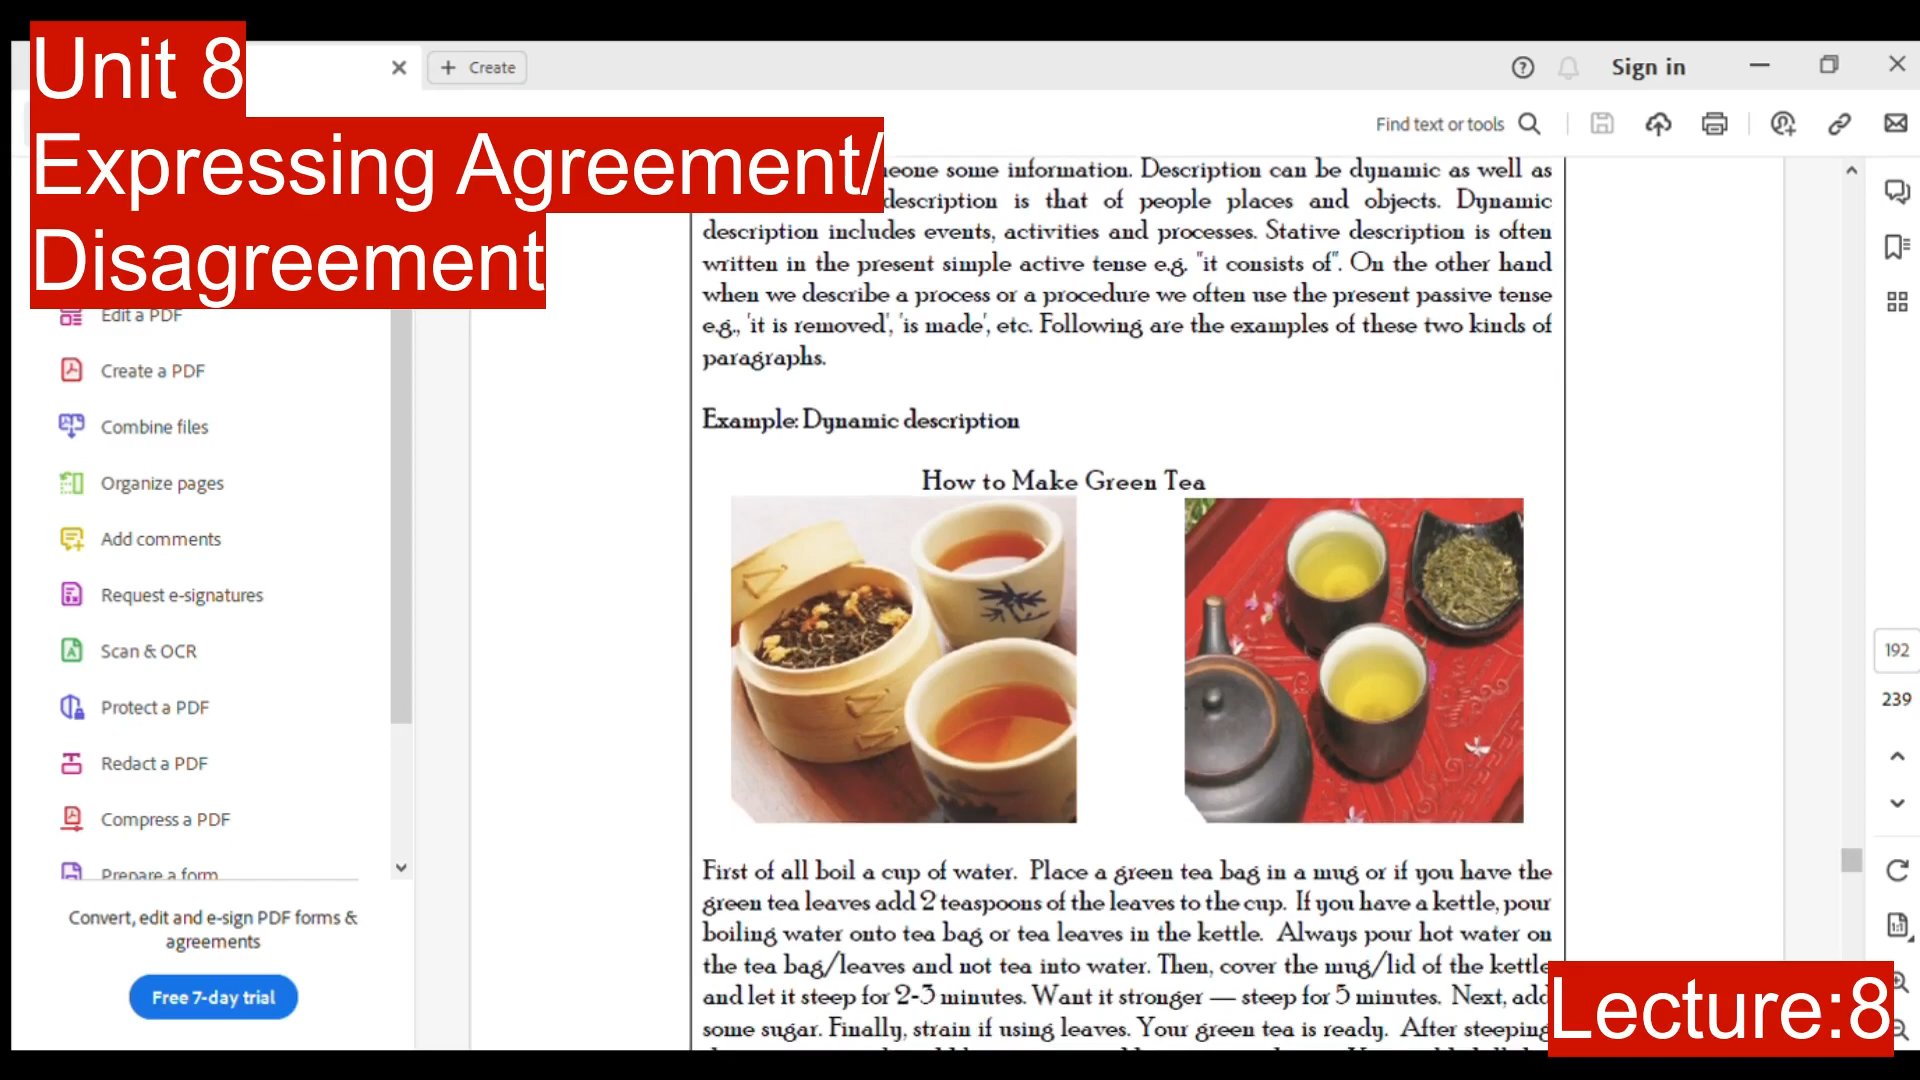 Unit 8
Expressing Agreement/
Disagreement
Create
Sign in
Find text or tools
some information. Description can be dynamic as well as
description is that of people places and objects. Dynamic
description includes events, activities and processes. Stative description is often
written in the present simple active tense e.g. "it consists of". On the other hand
when we describe a process or a procedure we often use the present passive tense
e.g., 'it is removed', 'is made', etc. Following are the examples of these two kinds of
paragraphs.
Example: Dynamic description
How to Make Green Tea
First of all boil a cup of water. Place a green tea bag in a mug or if you have the
green tea leaves add 2 teaspoons of the leaves to the cup. If you have a kettle, pour
boiling water onto tea bag or tea leaves in the kettle. Always pour hot water on
the tea bag/leaves and not tea into water. Then, cover the mug/lid of the kettle
and let it steep for 2-3 minutes. Want it stronger — steep for 5 minutes. Next, add
some sugar. Finally, strain if using leaves. Your green tea is ready. After steeping
Edit a PDF
Create a PDF
Combine files
Organize pages
Add comments
Request e-signatures
Scan & OCR
Protect a PDF
Redact a PDF
Compress a PDF
Prepare a form
Convert, edit and e-sign PDF forms &
agreements
Free 7-day trial
192
239
1:1
Lecture:8